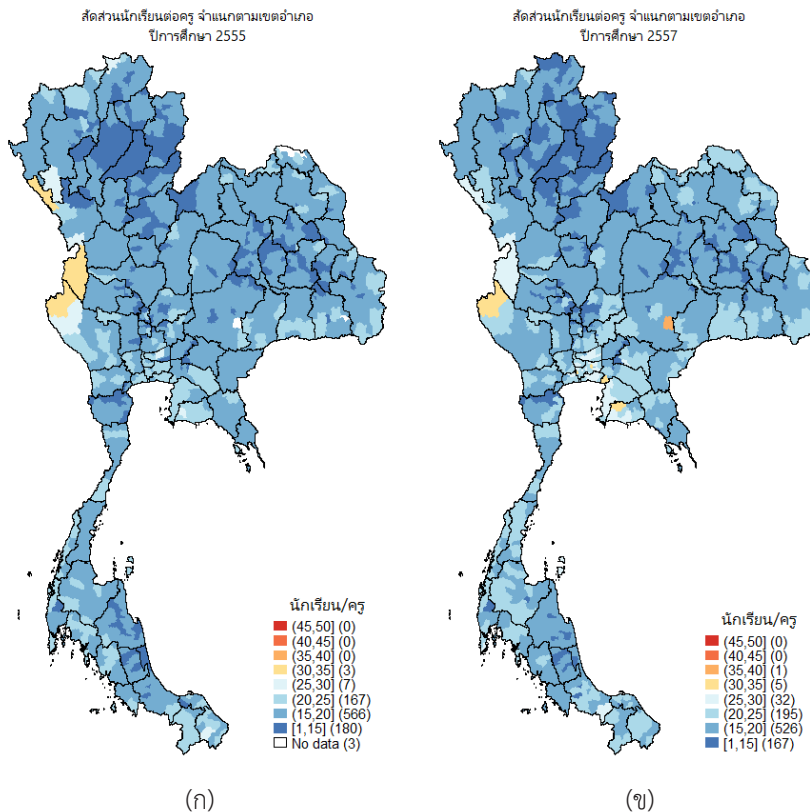 สัดส่วนนักเรียนต่อครู จำแนกตามเขตอำเภอ
ปีการศึกษา 2555
นักเรียน/ครู
(45,50] (0)
(40,45] (0)
(35,40] (0)
(30,35] (3)
(25,30] (7)
(20,25] (167)
(15,20] (566)
[1,15] (180)
No data (3)
(ก)
สัดส่วนนักเรียนต่อครู จำแนกตามเขตอำเภอ
ปีการศึกษา 2557
นักเรียน/ครู
(45,50] (0)
(40,45] (0)
(35,40] (1)
(30,35] (5)
(25,30] (32)
(20,25] (195)
(15,20] (526)
[1,15] (167)
(ข)